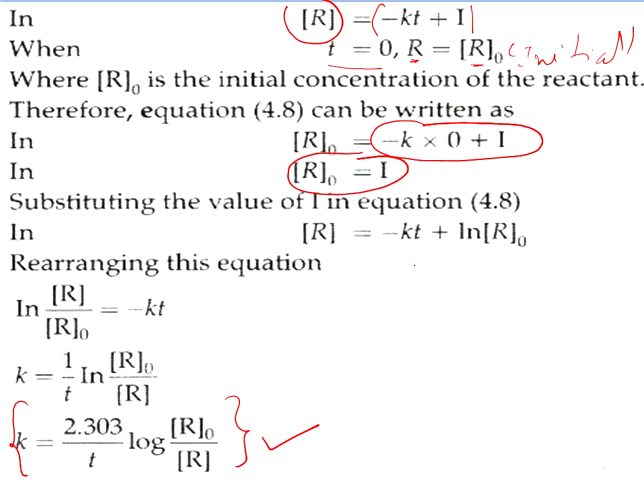 In [R] = -kt + I
When t = 0, R = [R]₀ (initial)
Where [R]₀ is the initial concentration of the reactant.
Therefore, equation (4.8) can be written as
In [R]₀ = -k × 0 + I
In [R]₀ = I
Substituting the value of I in equation (4.8)
In [R] = -kt + ln[R]₀
Rearranging this equation
In [R]/[R]₀ = -kt
k = 1/t In [R]₀/[R]
k = 2.303/t log [R]₀/[R]